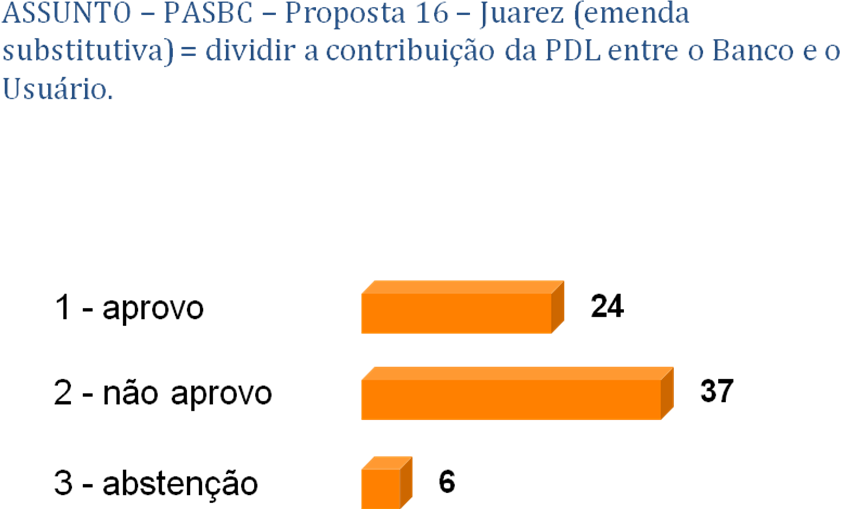 ASSUNTO – PASBC – Proposta 16 – Juarez (emenda
substitutiva) = dividir a contribuição da PDL entre o Banco e o
Usuário.
1 - aprovo 24
2 - não aprovo 37
3 - abstenção 6